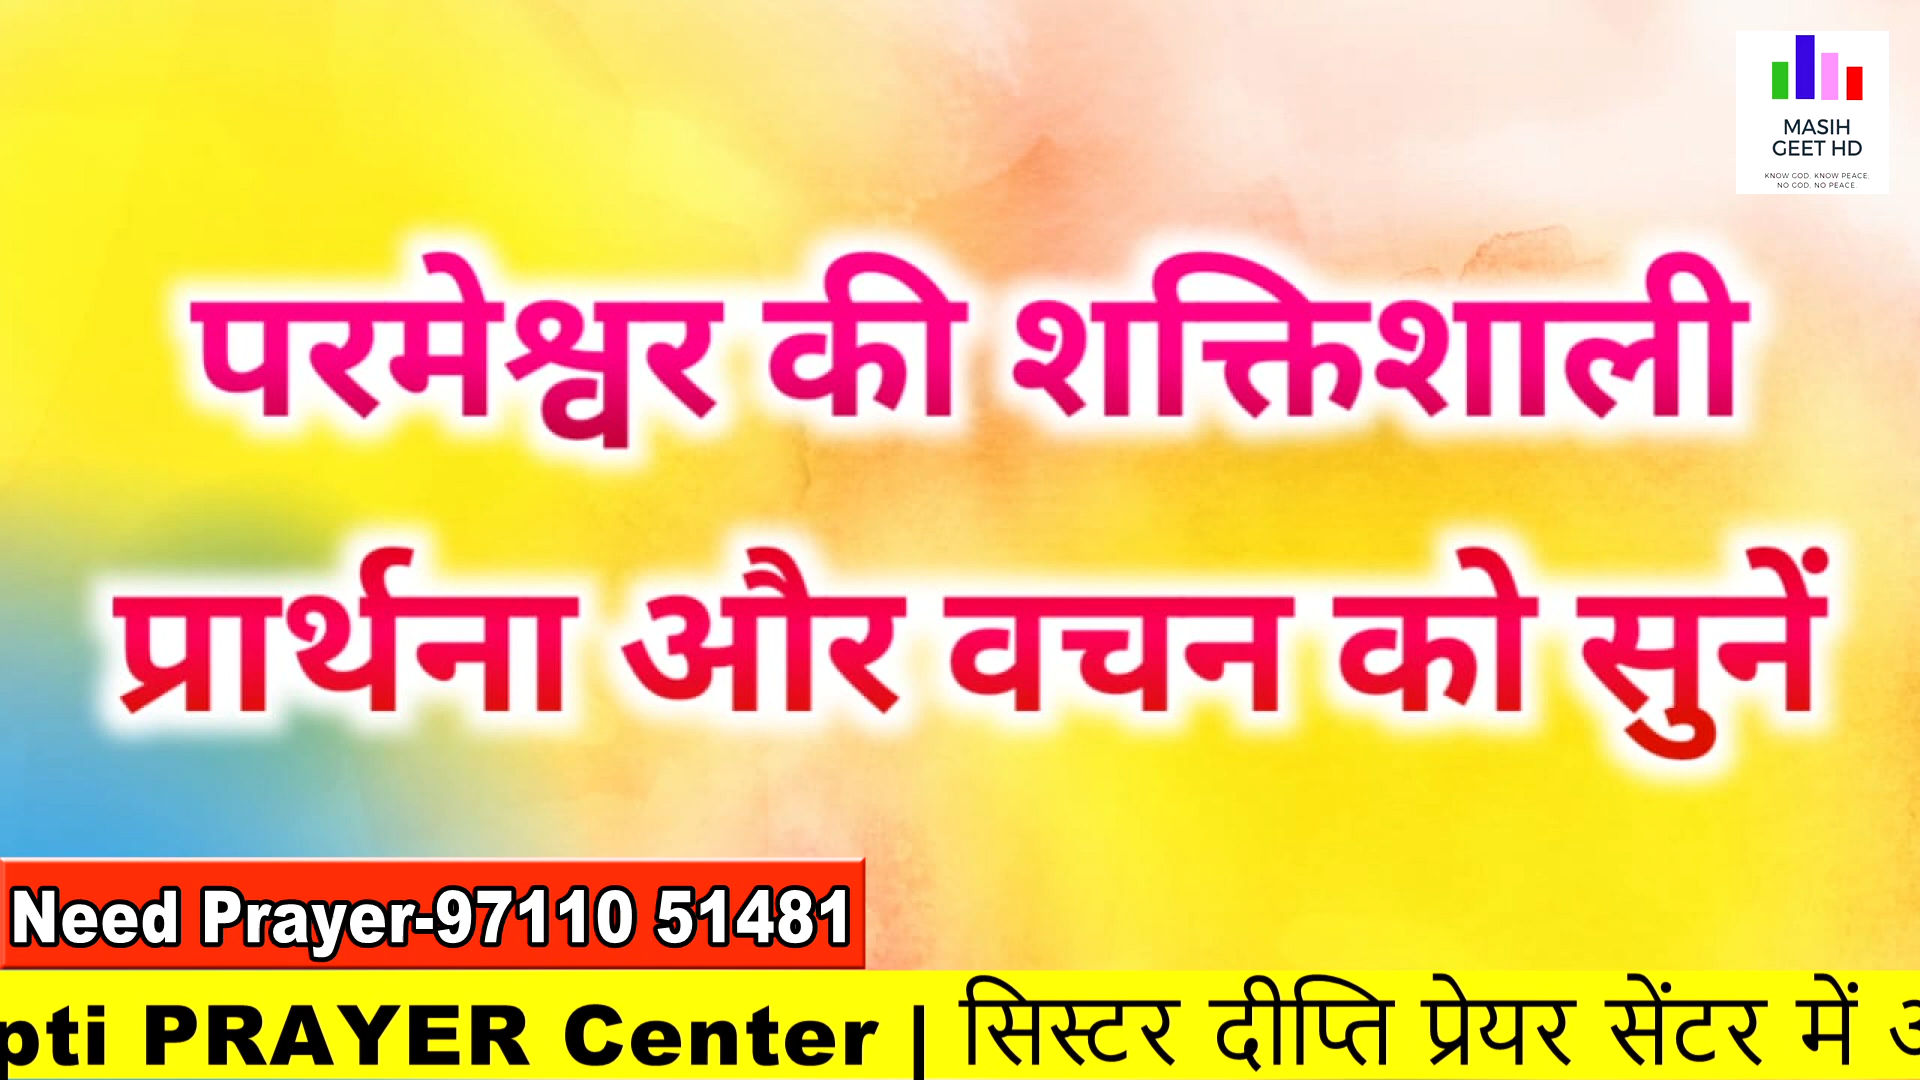 MASIH
GEET HD
KNOW GOD. KNOW PEACE;
NO GOD. NO PEACE.
परमेश्वर की शक्तिशाली
प्रार्थना और वचन को सुनें
Need Prayer-97110 51481
pti PRAYER Center | सिस्टर दीप्ति प्रेयर सेंटर में